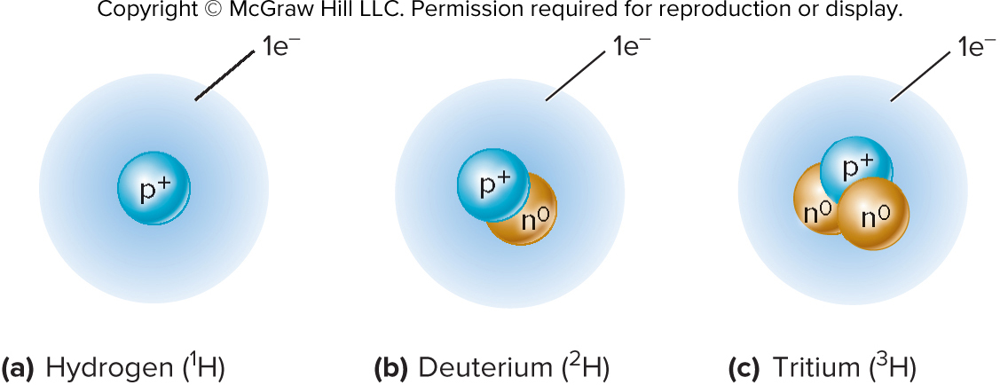 Copyright © McGraw Hill LLC. Permission required for reproduction or display.
1e⁻ 1e⁻ 1e⁻
p⁺ p⁺ n⁰ p⁺ n⁰ n⁰
(a) Hydrogen (¹H) (b) Deuterium (²H) (c) Tritium (³H)